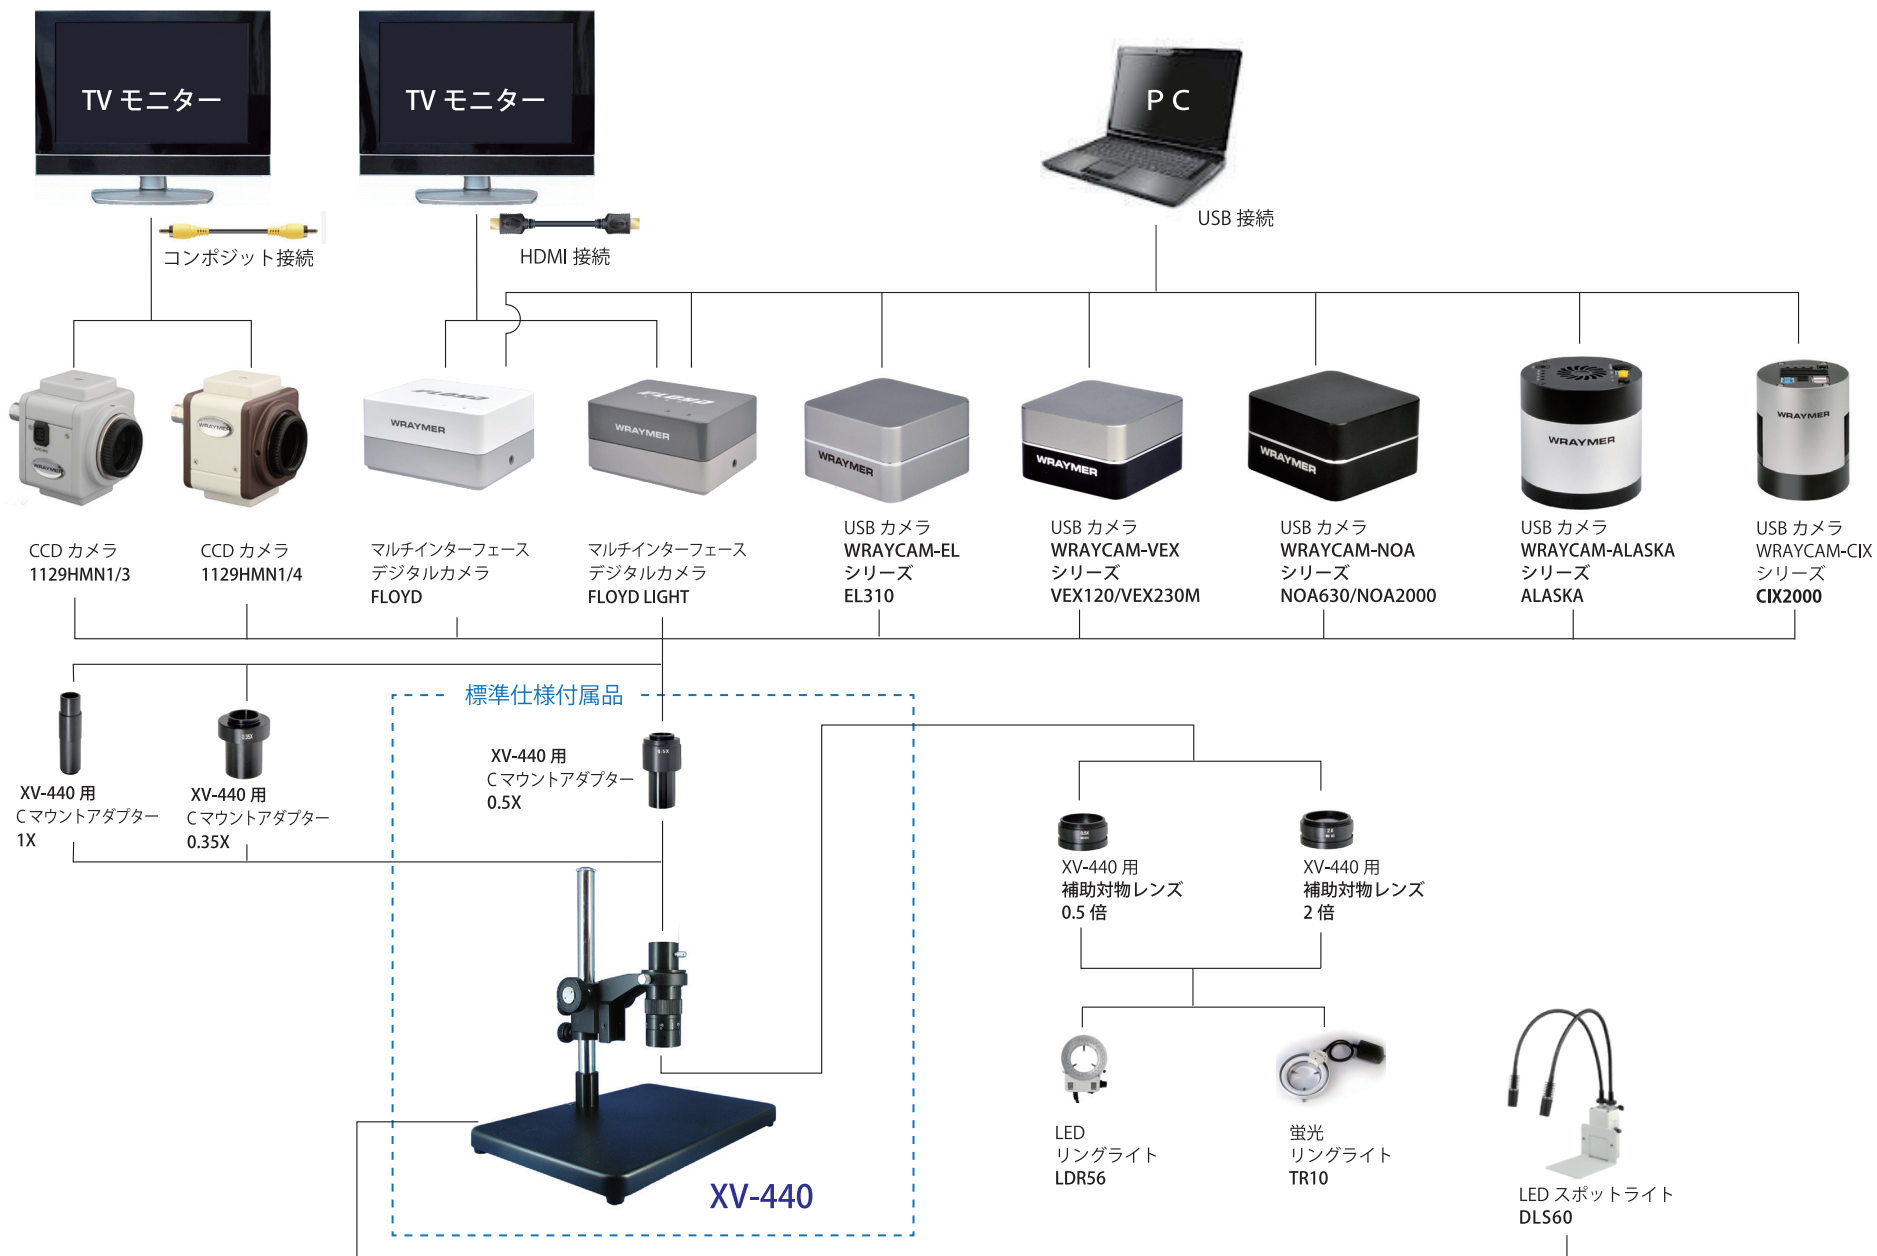 TV モニター
TV モニター
PC
コンポジット接続
HDMI 接続
USB 接続
WRAYMER
WRAYMER
FLOYD
WRAYMER
FLOYD
WRAYMER
WRAYMER
WRAYMER
WRAYMER
WRAYMER
WRAYMER
CCD カメラ
1129HMN1/3
CCD カメラ
1129HMN1/4
マルチインターフェース
デジタルカメラ
FLOYD
マルチインターフェース
デジタルカメラ
FLOYD LIGHT
USB カメラ
WRAYCAM-EL
シリーズ
EL310
USB カメラ
WRAYCAM-VEX
シリーズ
VEX120/VEX230M
USB カメラ
WRAYCAM-NOA
シリーズ
NOA630/NOA2000
USB カメラ
WRAYCAM-ALASKA
シリーズ
ALASKA
USB カメラ
WRAYCAM-CIX
シリーズ
CIX2000
標準仕様付属品
0.35X
0.5X
XV-440 用
C マウントアダプター
1X
XV-440 用
C マウントアダプター
0.35X
XV-440 用
C マウントアダプター
0.5X
0.5X
2X
XV-440 用
補助対物レンズ
0.5 倍
XV-440 用
補助対物レンズ
2 倍
LED
リングライト
LDR56
蛍光
リングライト
TR10
LED スポットライト
DLS60
XV-440